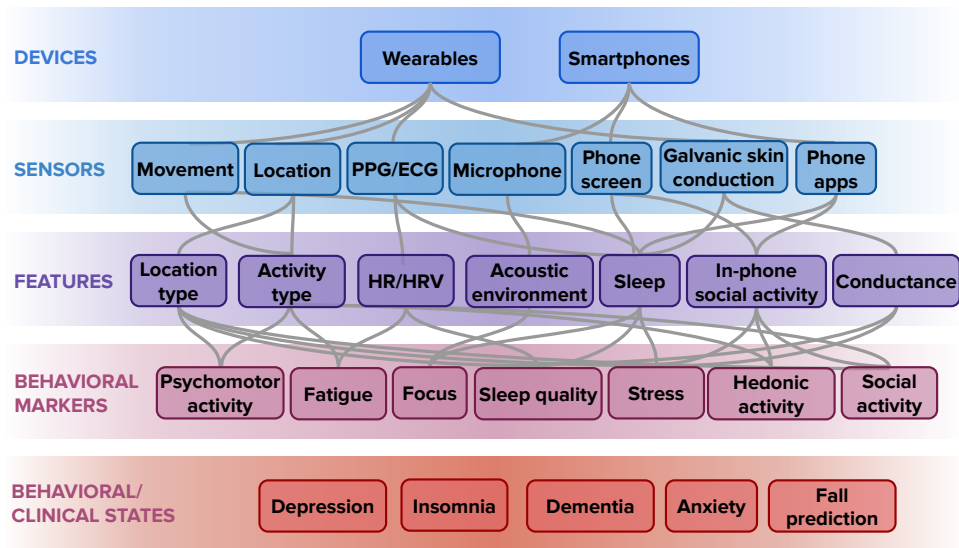 DEVICES
Wearables
Smartphones
SENSORS
Movement
Location
PPG/ECG
Microphone
Phone
screen
Galvanic skin
conduction
Phone
apps
FEATURES
Location
type
Activity
type
HR/HRV
Acoustic
environment
Sleep
In-phone
social activity
Conductance
BEHAVIORAL
MARKERS
Psychomotor
activity
Fatigue
Focus
Sleep quality
Stress
Hedonic
activity
Social
activity
BEHAVIORAL/
CLINICAL STATES
Depression
Insomnia
Dementia
Anxiety
Fall
prediction